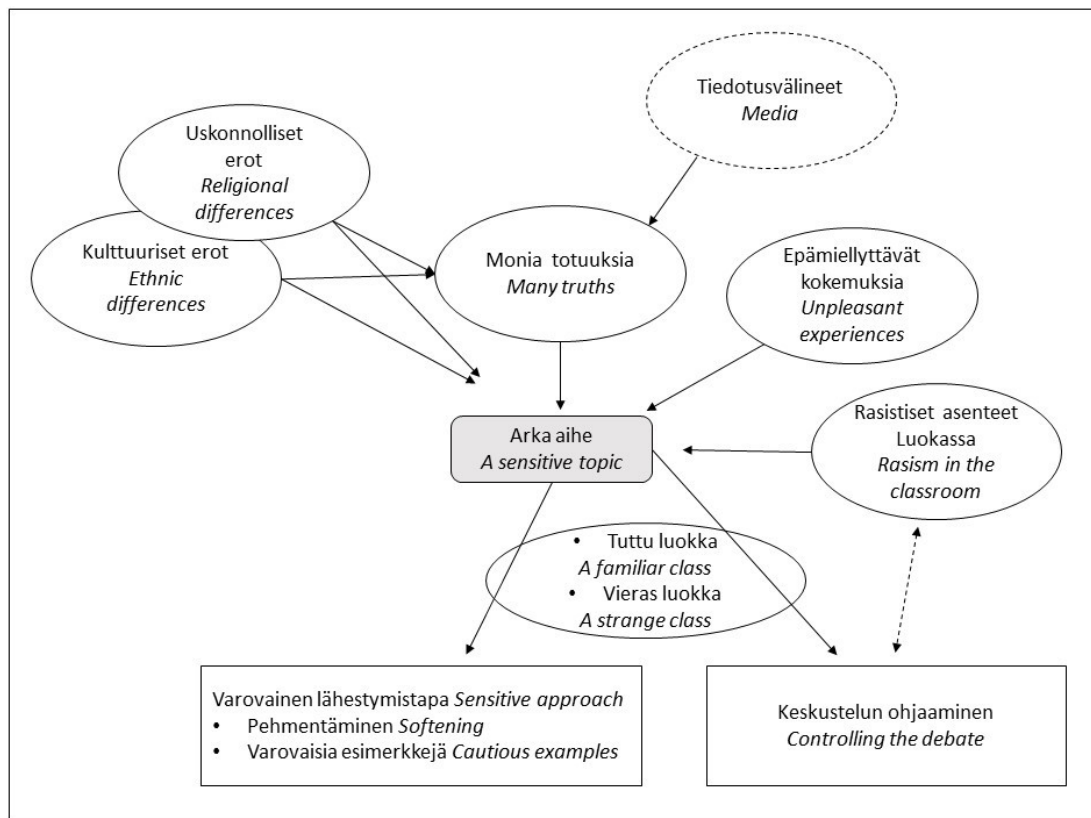 Tiedotusvälineet
Media
Uskonnolliset
erot
Religional
differences
Kulttuuriset erot
Ethnic
differences
Monia totuuksia
Many truths
Epämiellyttävät
kokemuksia
Unpleasant
experiences
Rasistiset asenteet
Luokassa
Rasism in the
classroom
Arka aihe
A sensitive topic
• Tuttu luokka
A familiar class
• Vieras luokka
A strange class
Varovainen lähestymistapa Sensitive approach
• Pehmentäminen Softening
• Varovaisia esimerkkejä Cautious examples
Keskustelun ohjaaminen
Controlling the debate